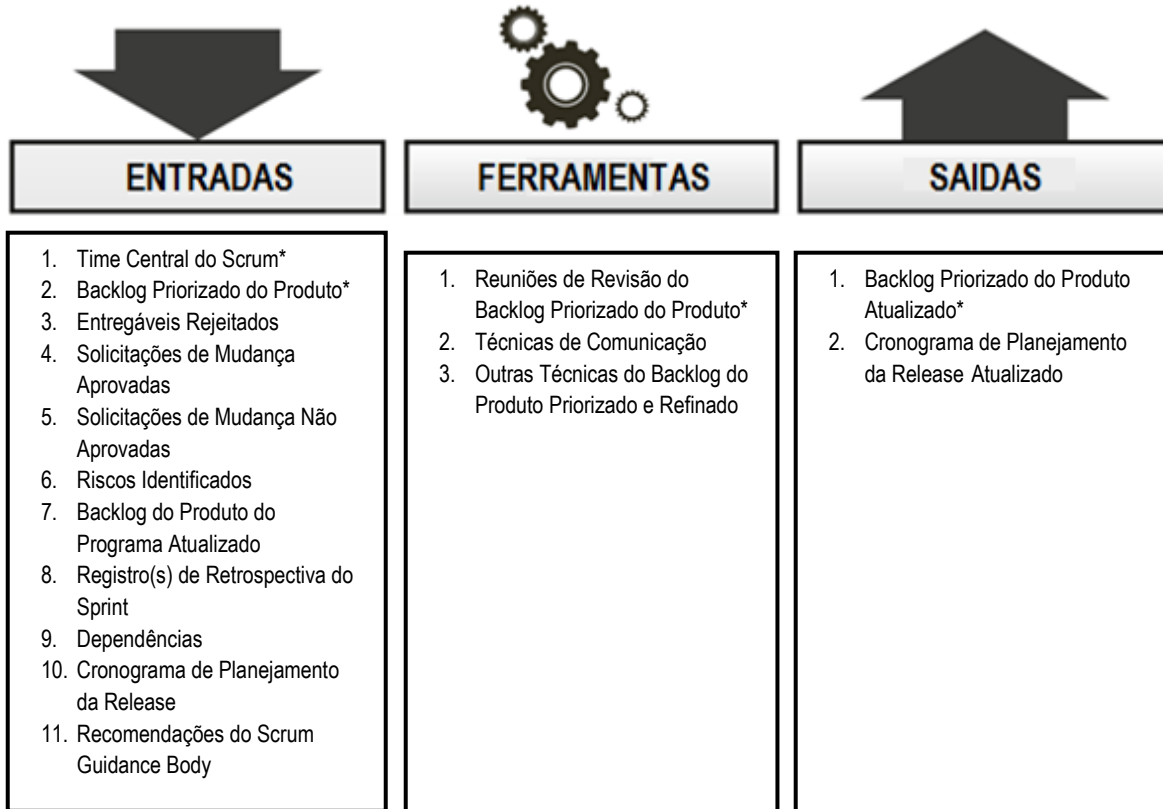 ENTRADAS
1. Time Central do Scrum*
2. Backlog Priorizado do Produto*
3. Entregáveis Rejeitados
4. Solicitações de Mudança
Aprovadas
5. Solicitações de Mudança Não
Aprovadas
6. Riscos Identificados
7. Backlog do Produto do
Programa Atualizado
8. Registro(s) de Retrospectiva do
Sprint
9. Dependências
10. Cronograma de Planejamento
da Release
11. Recomendações do Scrum
Guidance Body
FERRAMENTAS
1. Reuniões de Revisão do
Backlog Priorizado do Produto*
2. Técnicas de Comunicação
3. Outras Técnicas do Backlog do
Produto Priorizado e Refinado
SAIDAS
1. Backlog Priorizado do Produto
Atualizado*
2. Cronograma de Planejamento
da Release Atualizado